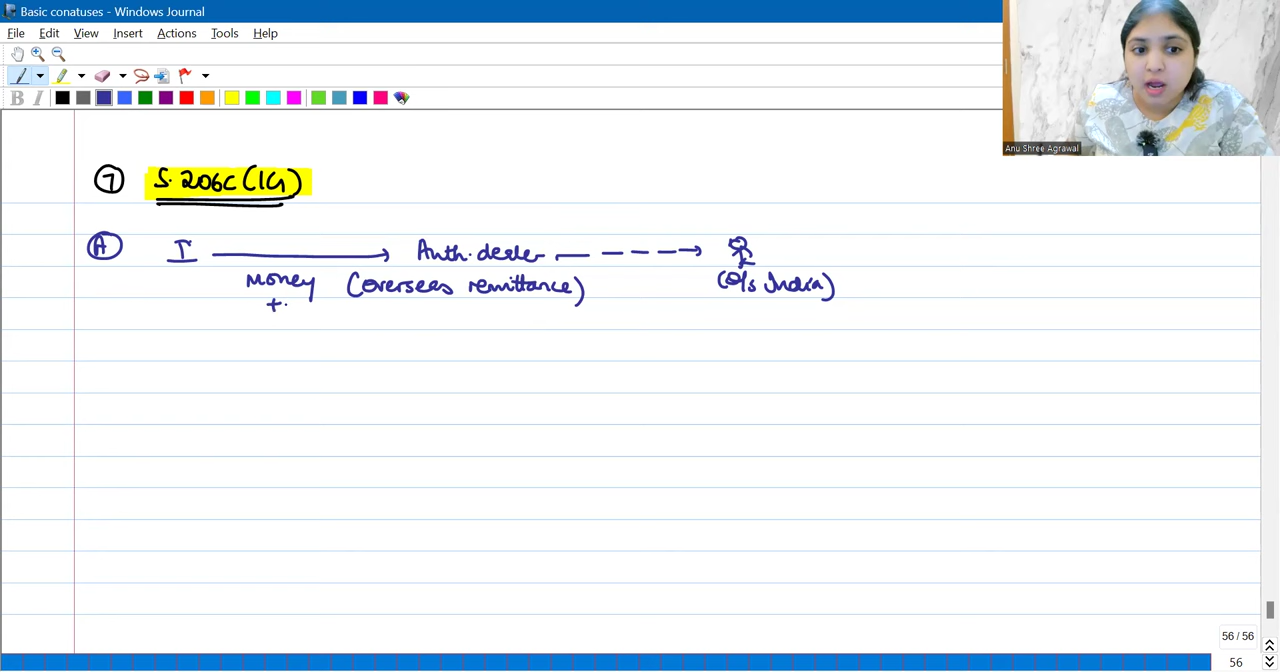 Basic conatuses - Windows Journal
File Edit View Insert Actions Tools Help
B I
Anu Shree Agrawal
7 S. 206C (1G)
A I Auth. dealer
Money (overseas remittance) (O/s India)
+
56 / 56
56